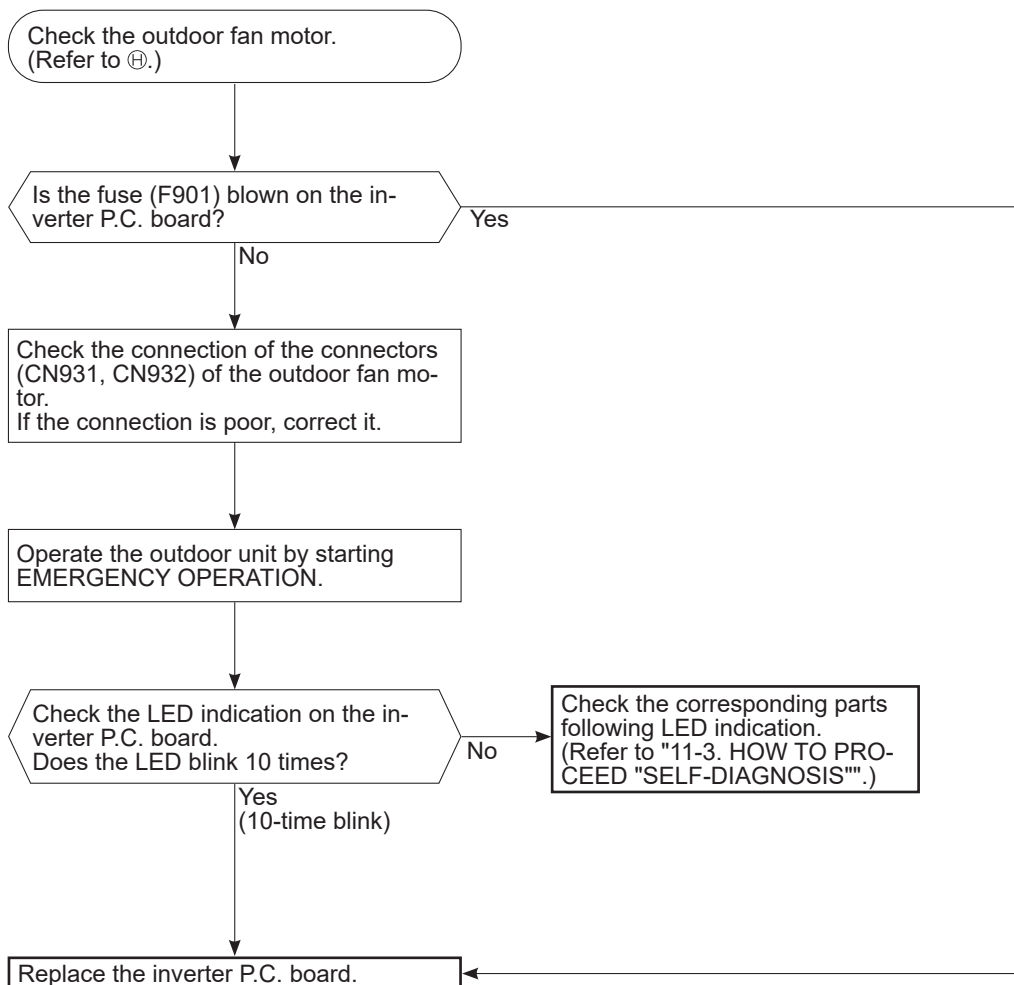 Check the outdoor fan motor.
(Refer to Ⓗ.)
Is the fuse (F901) blown on the in-
verter P.C. board?
Yes
No
Check the connection of the connectors
(CN931, CN932) of the outdoor fan mo-
tor.
If the connection is poor, correct it.
Operate the outdoor unit by starting
EMERGENCY OPERATION.
Check the LED indication on the in-
verter P.C. board.
Does the LED blink 10 times?
No
Check the corresponding parts
following LED indication.
(Refer to "11-3. HOW TO PRO-
CEED "SELF-DIAGNOSIS"".)
Yes
(10-time blink)
Replace the inverter P.C. board.